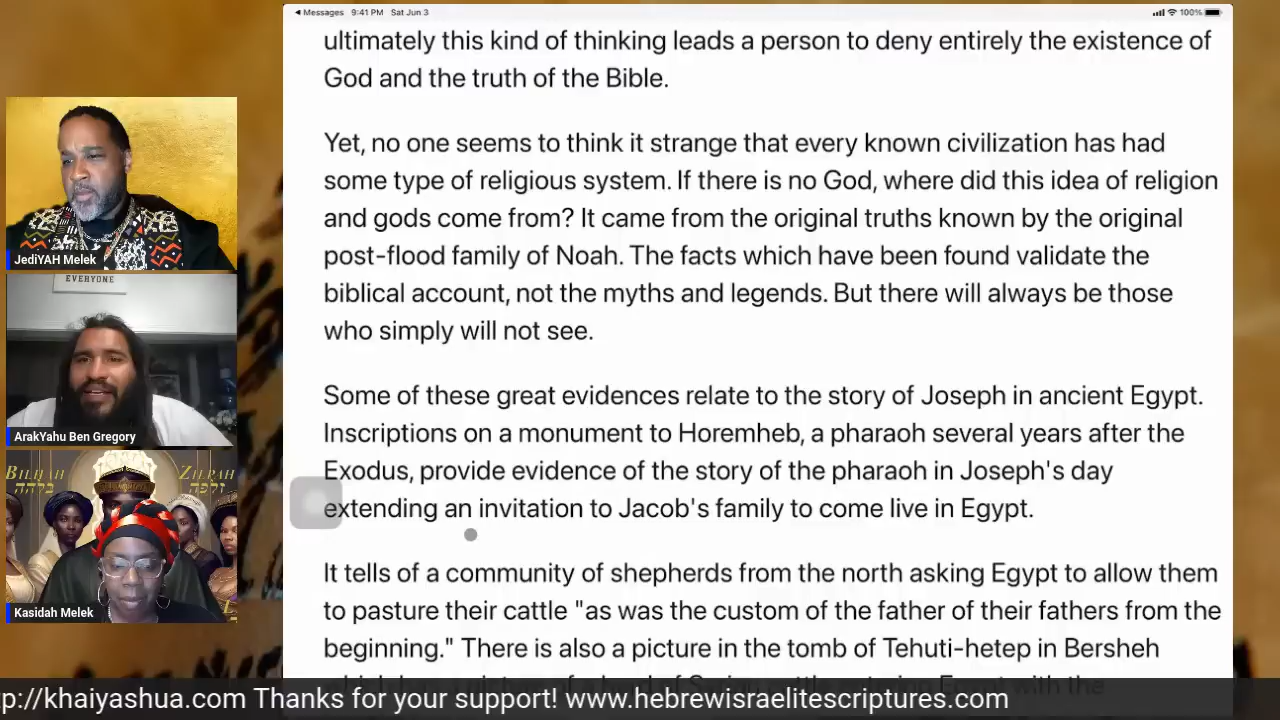 Messages 9:41 PM Sat Jun 3
100%
ultimately this kind of thinking leads a person to deny entirely the existence of
God and the truth of the Bible.
Yet, no one seems to think it strange that every known civilization has had
some type of religious system. If there is no God, where did this idea of religion
and gods come from? It came from the original truths known by the original
post-flood family of Noah. The facts which have been found validate the
biblical account, not the myths and legends. But there will always be those
who simply will not see.
Some of these great evidences relate to the story of Joseph in ancient Egypt.
Inscriptions on a monument to Horemheb, a pharaoh several years after the
Exodus, provide evidence of the story of the pharaoh in Joseph's day
extending an invitation to Jacob's family to come live in Egypt.
It tells of a community of shepherds from the north asking Egypt to allow them
to pasture their cattle "as was the custom of the father of their fathers from the
beginning." There is also a picture in the tomb of Tehuti-hetep in Bersheh
JediYAH Melek
EVERYONE
ArakYahu Ben Gregory
BILHAH
בלהה
ZILPAH
זלפה
Kasidah Melek
tp://khaiyashua.com Thanks for your support! www.hebrewisraelitescriptures.com